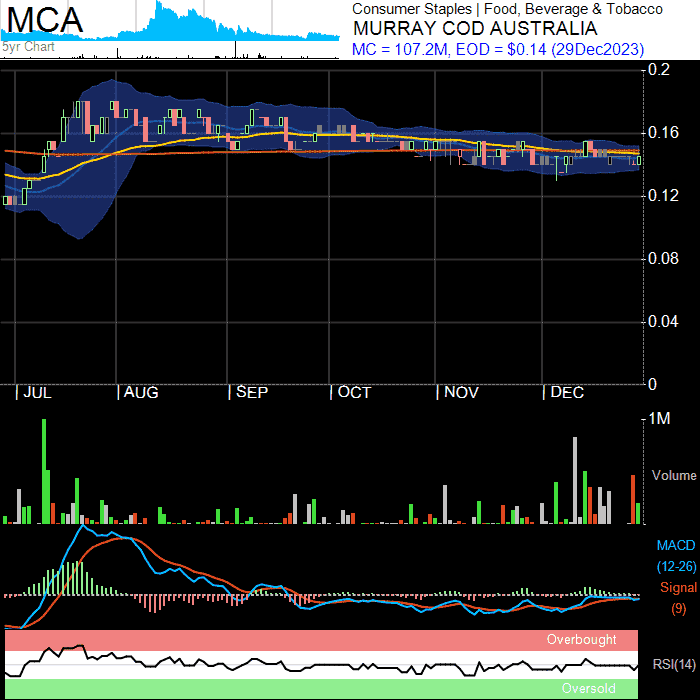 MCA
5yr Chart
Consumer Staples | Food, Beverage & Tobacco
MURRAY COD AUSTRALIA
MC = 107.2M, EOD = $0.14 (29Dec2023)
0.2
0.16
0.12
0.08
0.04
0
JUL
AUG
SEP
OCT
NOV
DEC
1M
Volume
MACD
(12-26)
Signal
(9)
Overbought
RSI(14)
Oversold